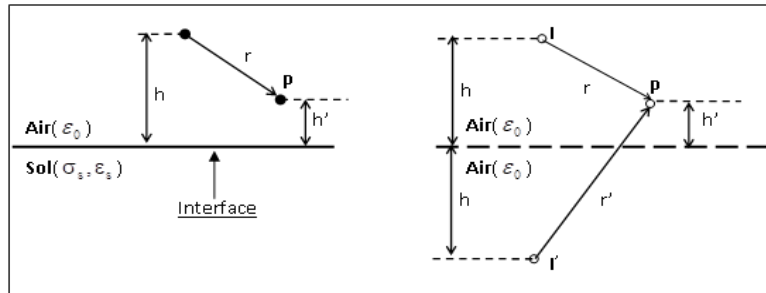 h
r
p
h'
Air(ε₀)
Sol(σₛ,εₛ)
Interface
I
h
r
p
h'
Air(ε₀)
Air(ε₀)
h
r'
I'